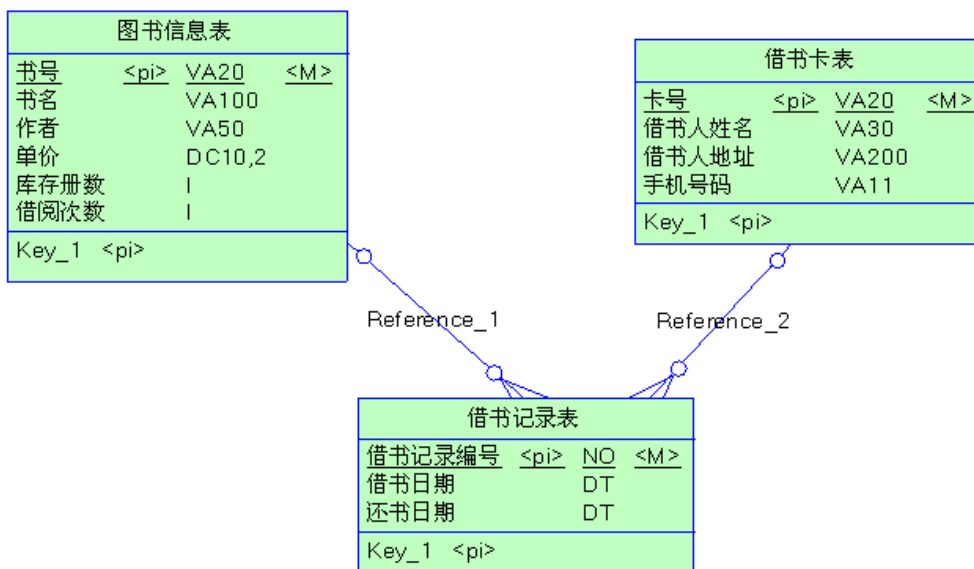 图书信息表
书号 <pi> VA20 <M>
书名 VA100
作者 VA50
单价 DC10,2
库存册数 I
借阅次数 I
Key_1 <pi>
借书卡表
卡号 <pi> VA20 <M>
借书人姓名 VA30
借书人地址 VA200
手机号码 VA11
Key_1 <pi>
Reference_1
Reference_2
借书记录表
借书记录编号 <pi> NO <M>
借书日期 DT
还书日期 DT
Key_1 <pi>